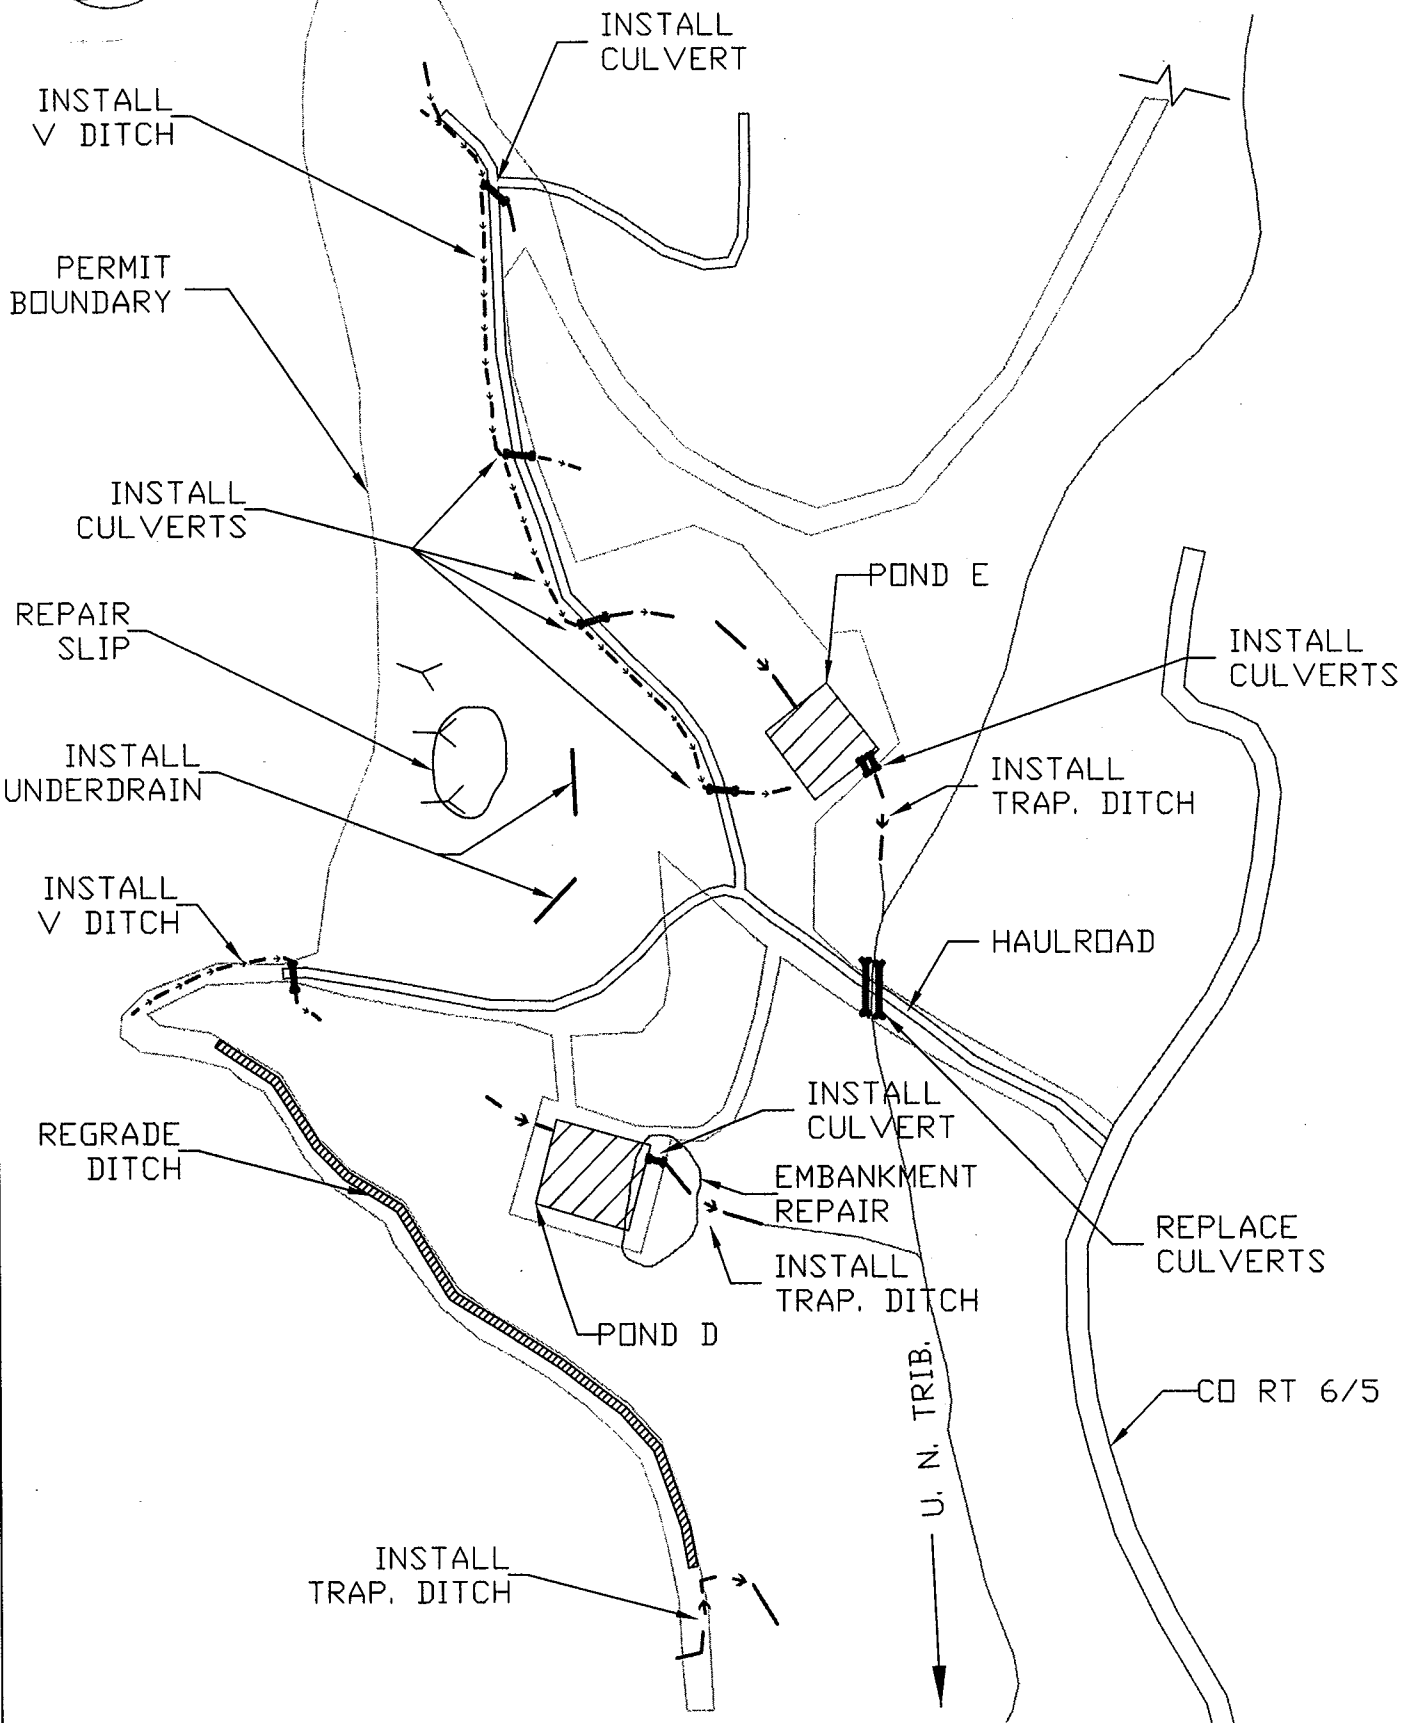 INSTALL
CULVERT
INSTALL
V DITCH
PERMIT
BOUNDARY
INSTALL
CULVERTS
POND E
REPAIR
SLIP
INSTALL
CULVERTS
INSTALL
UNDERDRAIN
INSTALL
TRAP. DITCH
INSTALL
V DITCH
HAULROAD
INSTALL
CULVERT
REGRADE
DITCH
EMBANKMENT
REPAIR
REPLACE
CULVERTS
INSTALL
TRAP. DITCH
POND D
U. N. TRIB.
CO RT 6/5
INSTALL
TRAP. DITCH